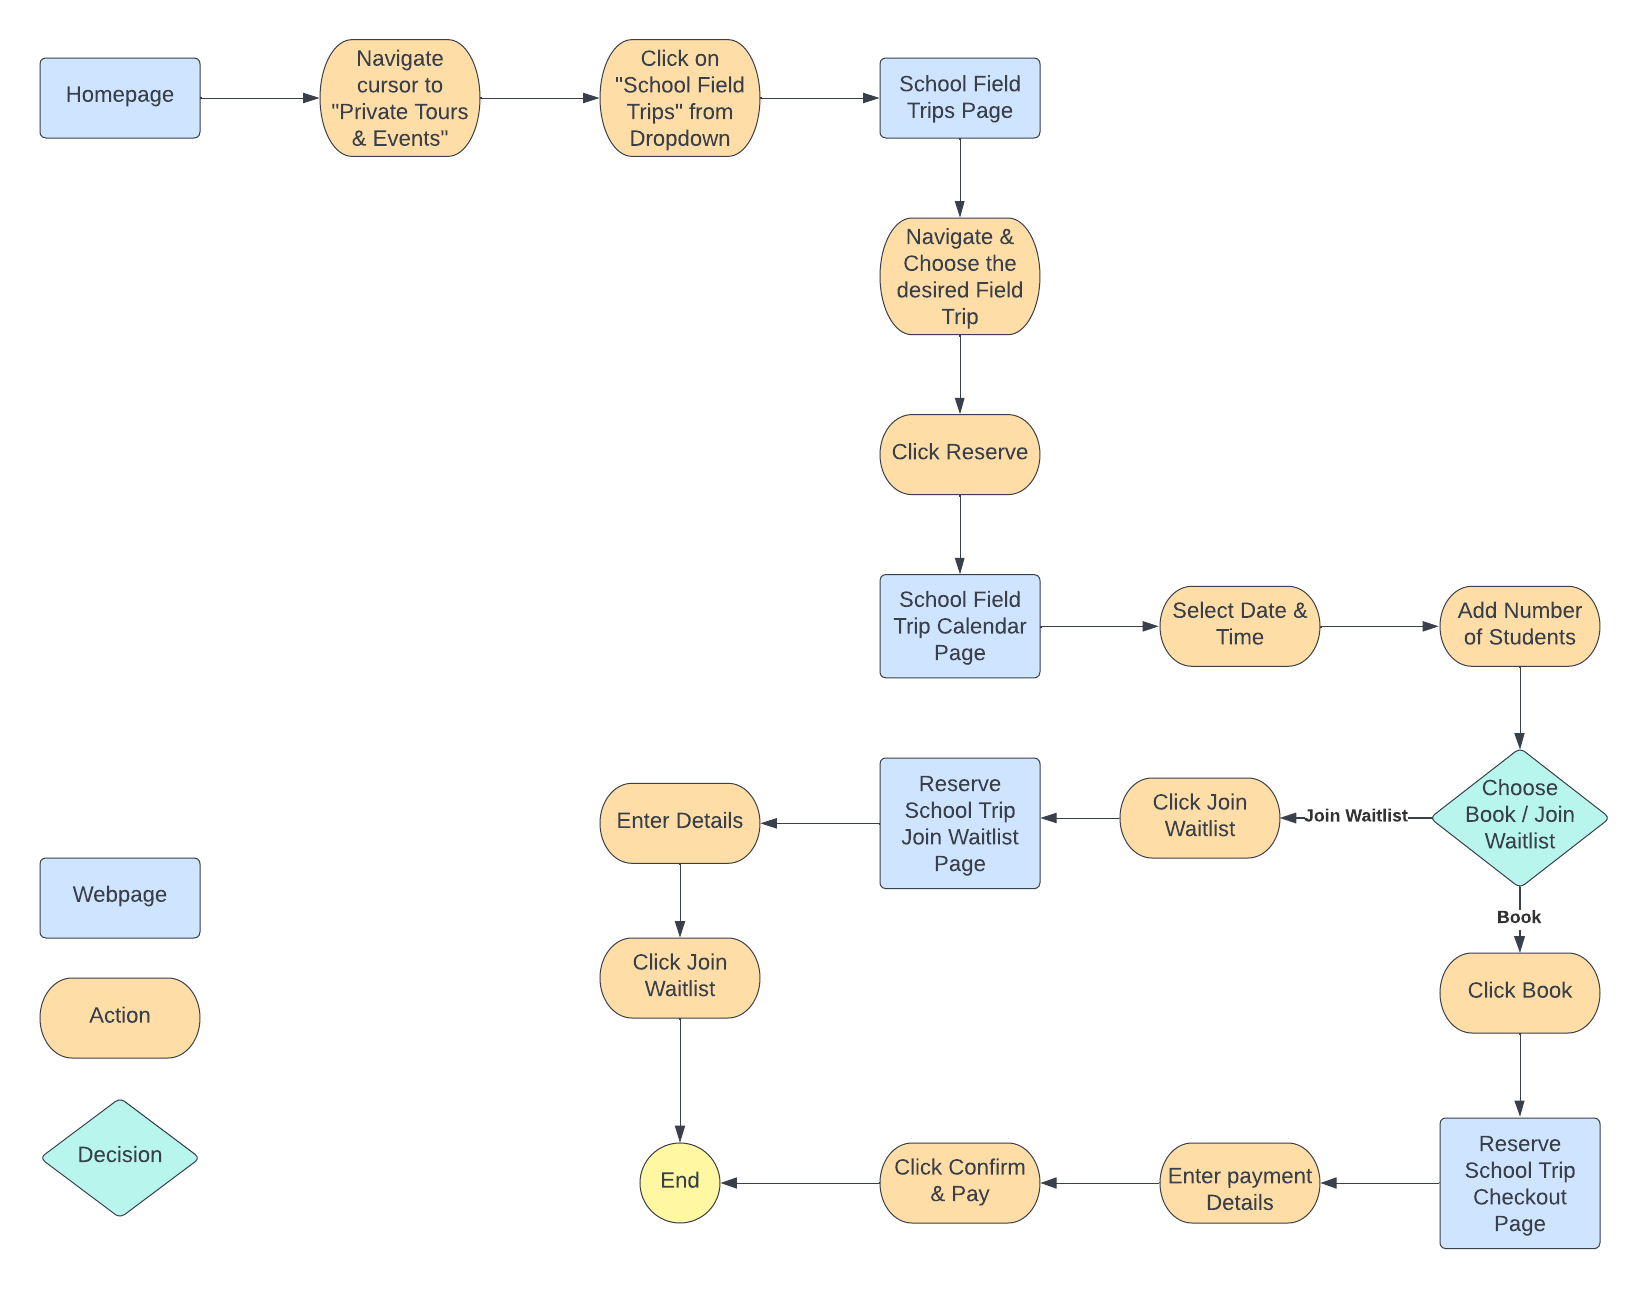 Homepage
Navigate
cursor to
"Private Tours
& Events"
Click on
"School Field
Trips" from
Dropdown
School Field
Trips Page
Navigate &
Choose the
desired Field
Trip
Click Reserve
School Field
Trip Calendar
Page
Select Date &
Time
Add Number
of Students
Choose
Book / Join
Waitlist
Join Waitlist
Click Join
Waitlist
Reserve
School Trip
Join Waitlist
Page
Enter Details
Click Join
Waitlist
Book
Click Book
Reserve
School Trip
Checkout
Page
Enter payment
Details
Click Confirm
& Pay
End
Webpage
Action
Decision